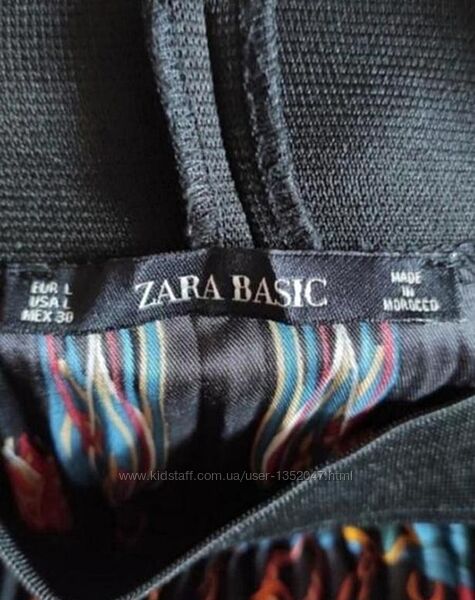 EUR L
USA L
MEX 30
ZARA BASIC
MADE
IN
MOROCCO
www.kidstaff.com.ua/user-1352047.html